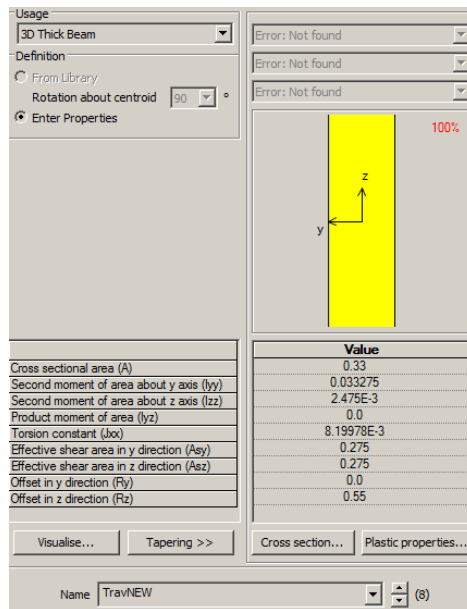 Usage
3D Thick Beam
Definition
From Library
Rotation about centroid 90 °
Enter Properties
Error: Not found
Error: Not found
Error: Not found
100%
z
y
Value
Cross sectional area (A) 0.33
Second moment of area about y axis (Iyy) 0.033275
Second moment of area about z axis (Izz) 2.475E-3
Product moment of area (Iyz) 0.0
Torsion constant (Jxx) 8.19978E-3
Effective shear area in y direction (Asy) 0.275
Effective shear area in z direction (Asz) 0.275
Offset in y direction (Ry) 0.0
Offset in z direction (Rz) 0.55
Visualise... Tapering >> Cross section... Plastic properties...
Name TravNEW (8)